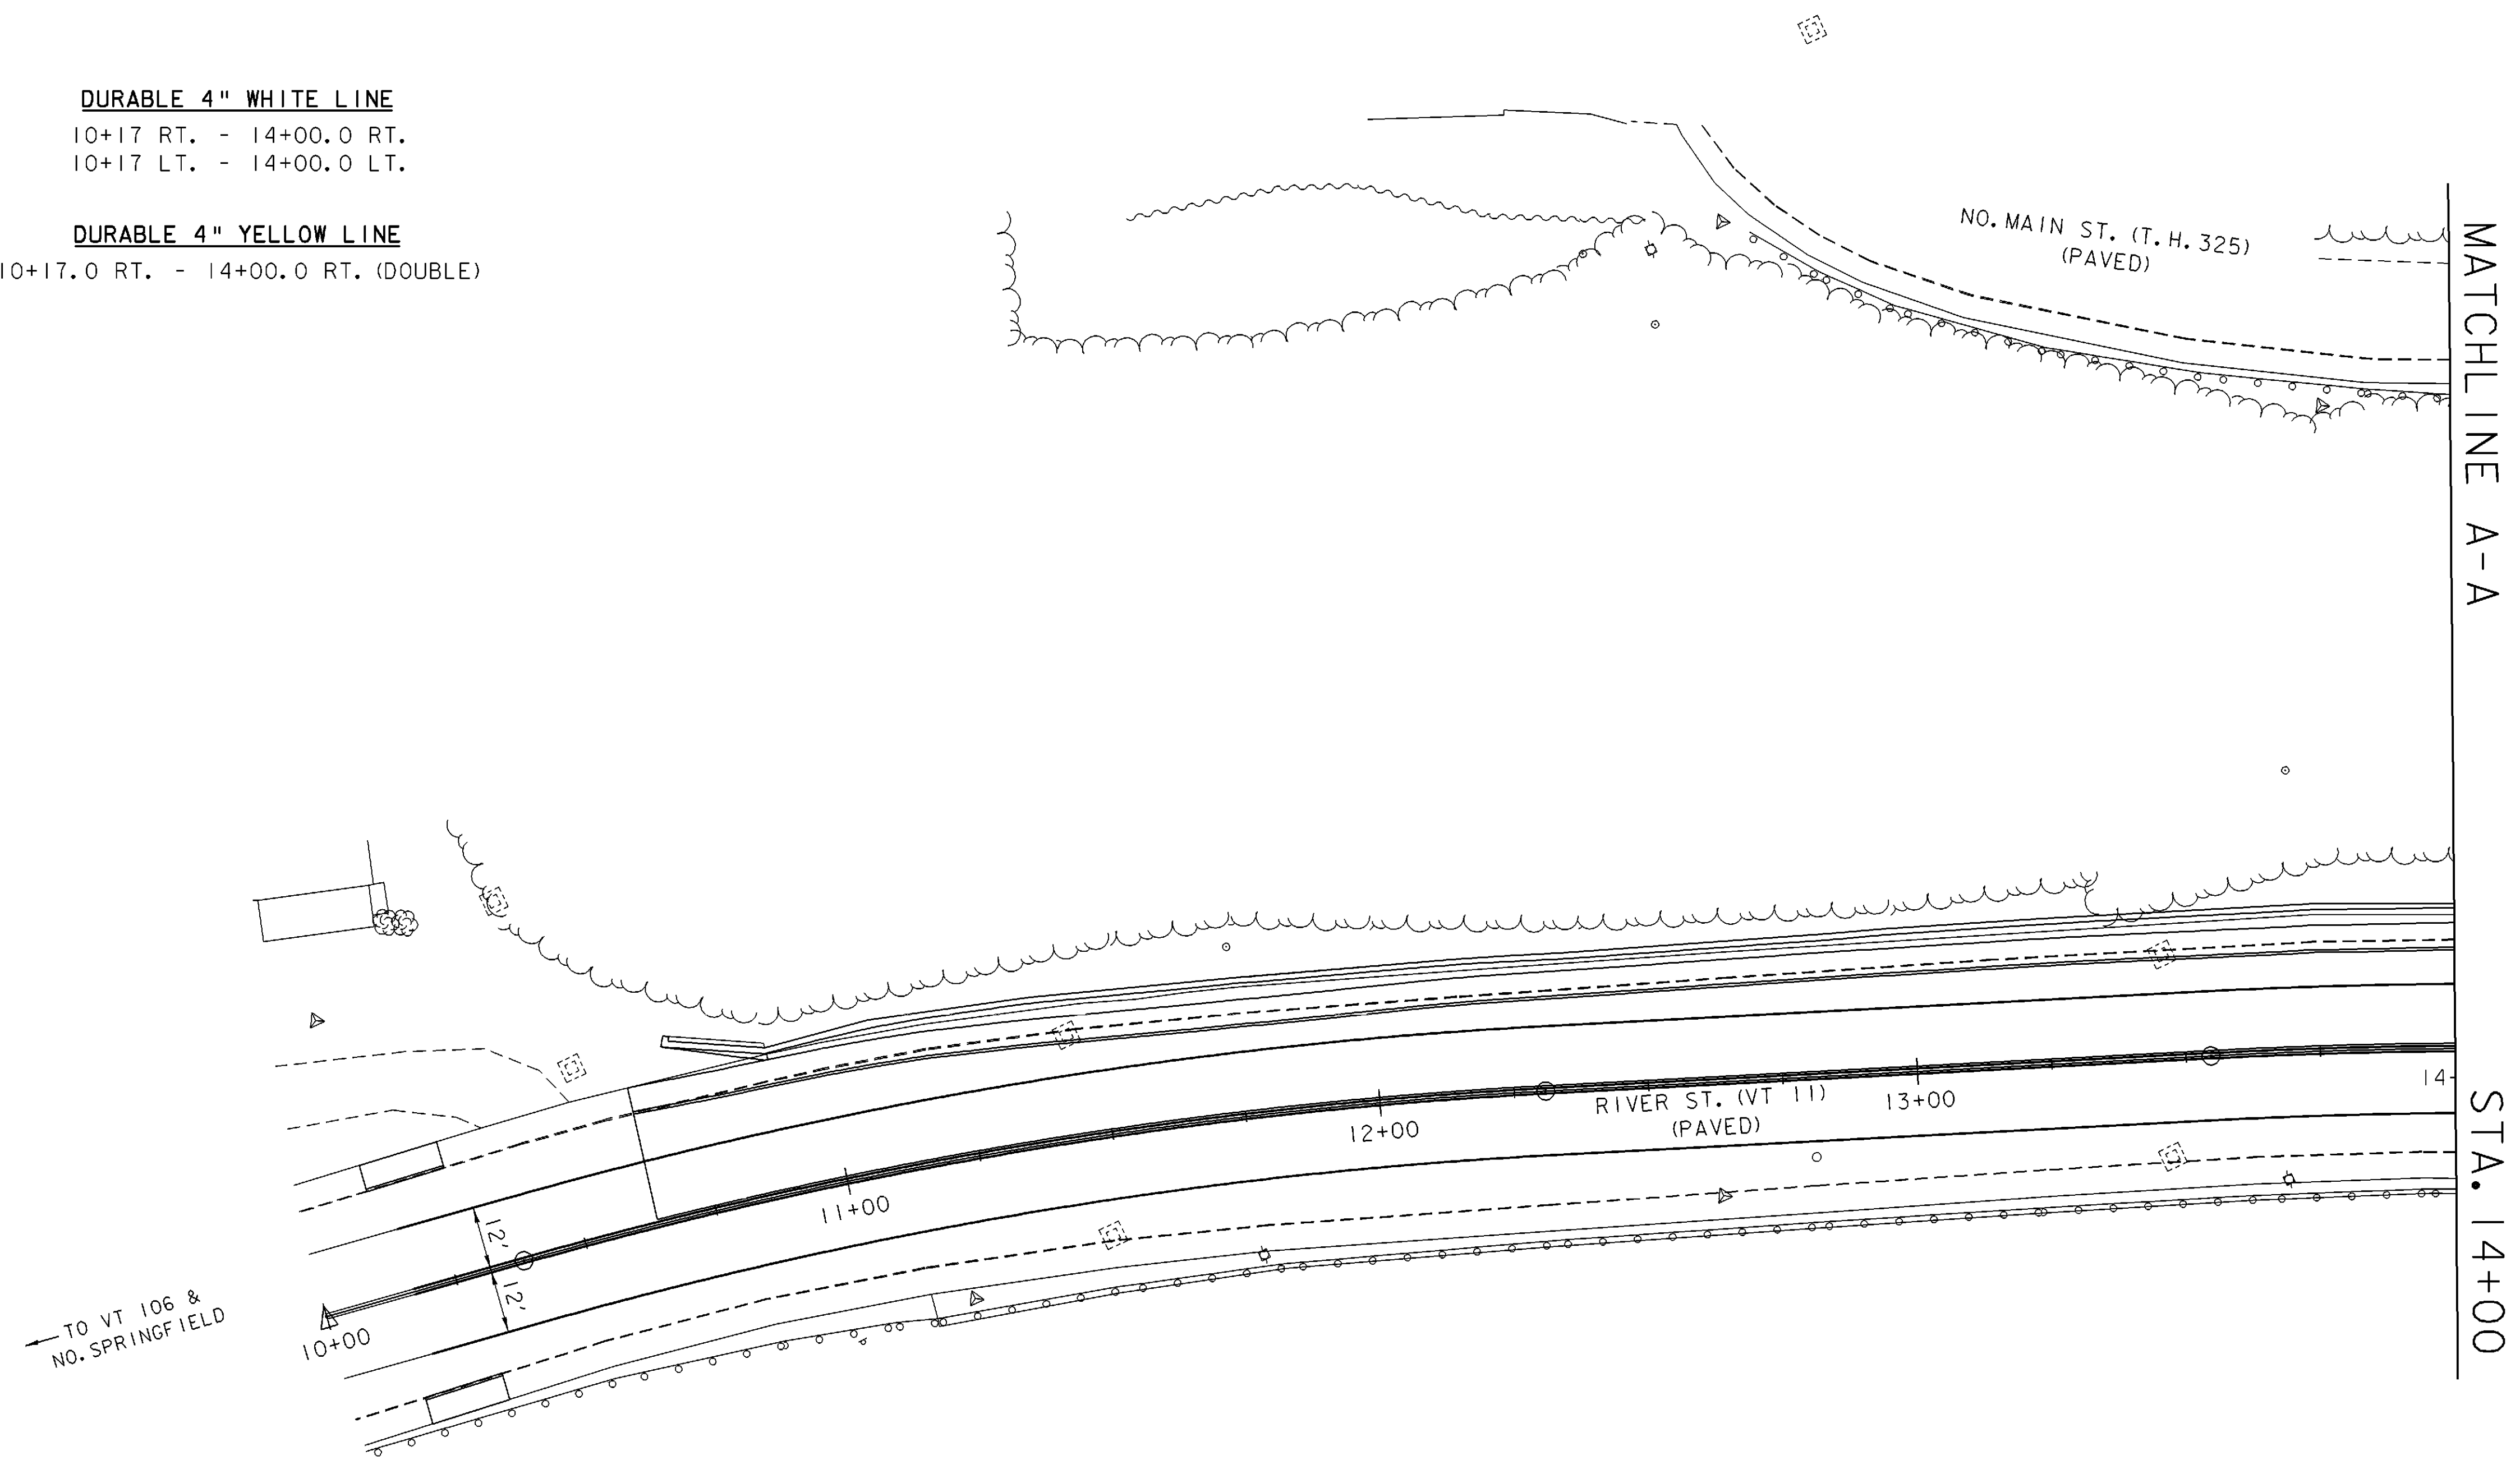 DURABLE 4" WHITE LINE
10+17 RT. - 14+00.0 RT.
10+17 LT. - 14+00.0 LT.
DURABLE 4" YELLOW LINE
10+17.0 RT. - 14+00.0 RT. (DOUBLE)
NO. MAIN ST. (T.H. 325)
(PAVED)
MATCHLINE A-A
STA. 14+00
RIVER ST. (VT 11)
(PAVED)
10+00
11+00
12+00
13+00
14
12'
12'
TO VT 106 &
NO. SPRINGFIELD